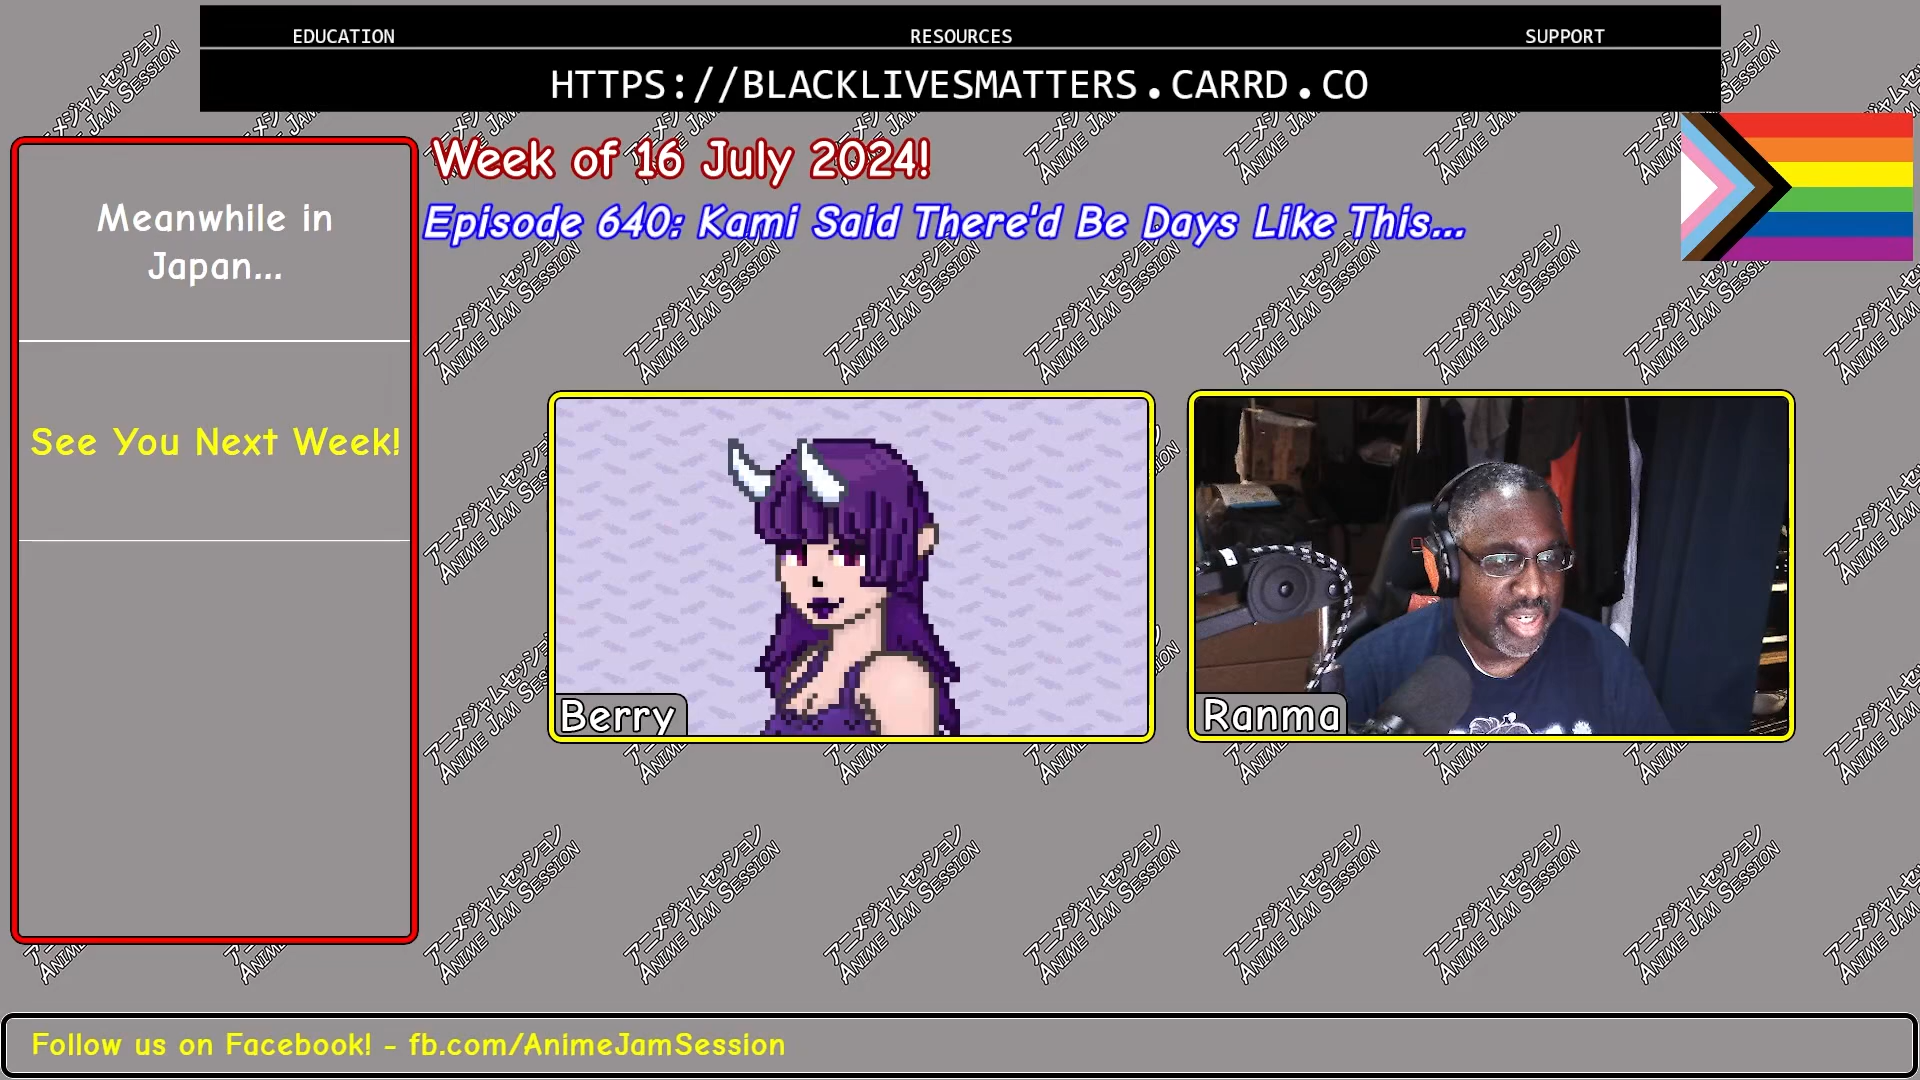 EDUCATION RESOURCES SUPPORT
HTTPS://BLACKLIVESMATTERS.CARRD.CO
Week of 16 July 2024!
Episode 640: Kami Said There'd Be Days Like This...
Meanwhile in
Japan...
See You Next Week!
Berry
Ranma
アニメジャムセッション
ANIME JAM SESSION
Follow us on Facebook! - fb.com/AnimeJamSession